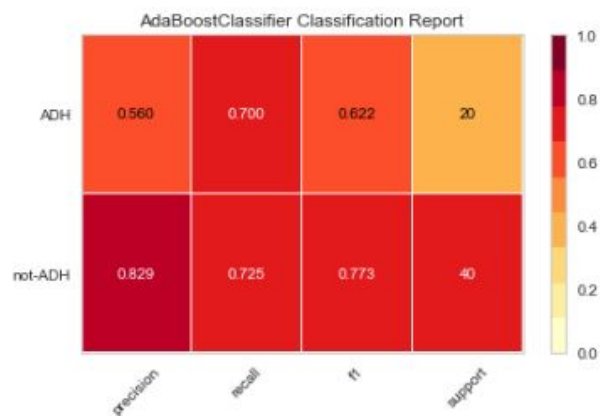 AdaBoostClassifier Classification Report
ADH 0.560 0.700 0.622 20
not-ADH 0.829 0.725 0.773 40
precision recall f1 support
1.0
0.8
0.6
0.4
0.2
0.0